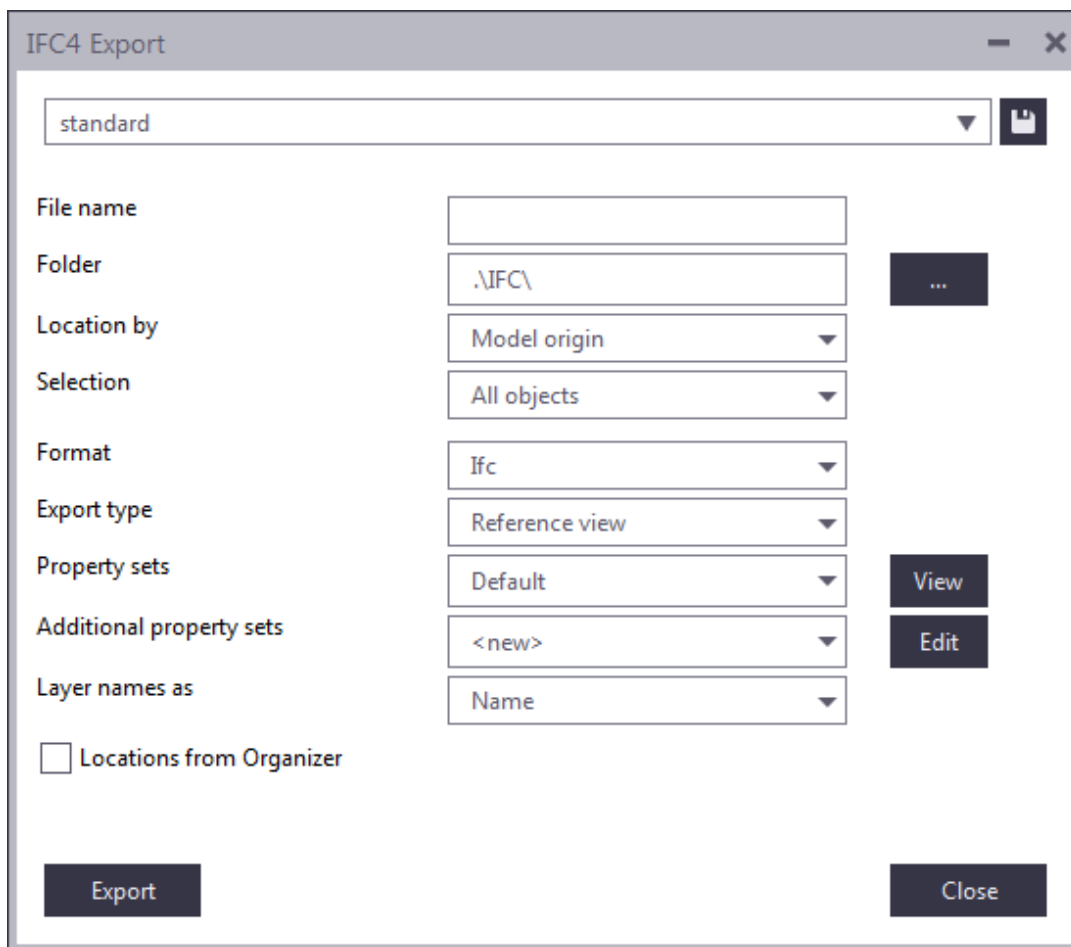 IFC4 Export
standard
File name
Folder
.\IFC\
...
Location by
Model origin
Selection
All objects
Format
Ifc
Export type
Reference view
Property sets
Default
View
Additional property sets
<new>
Edit
Layer names as
Name
Locations from Organizer
Export
Close